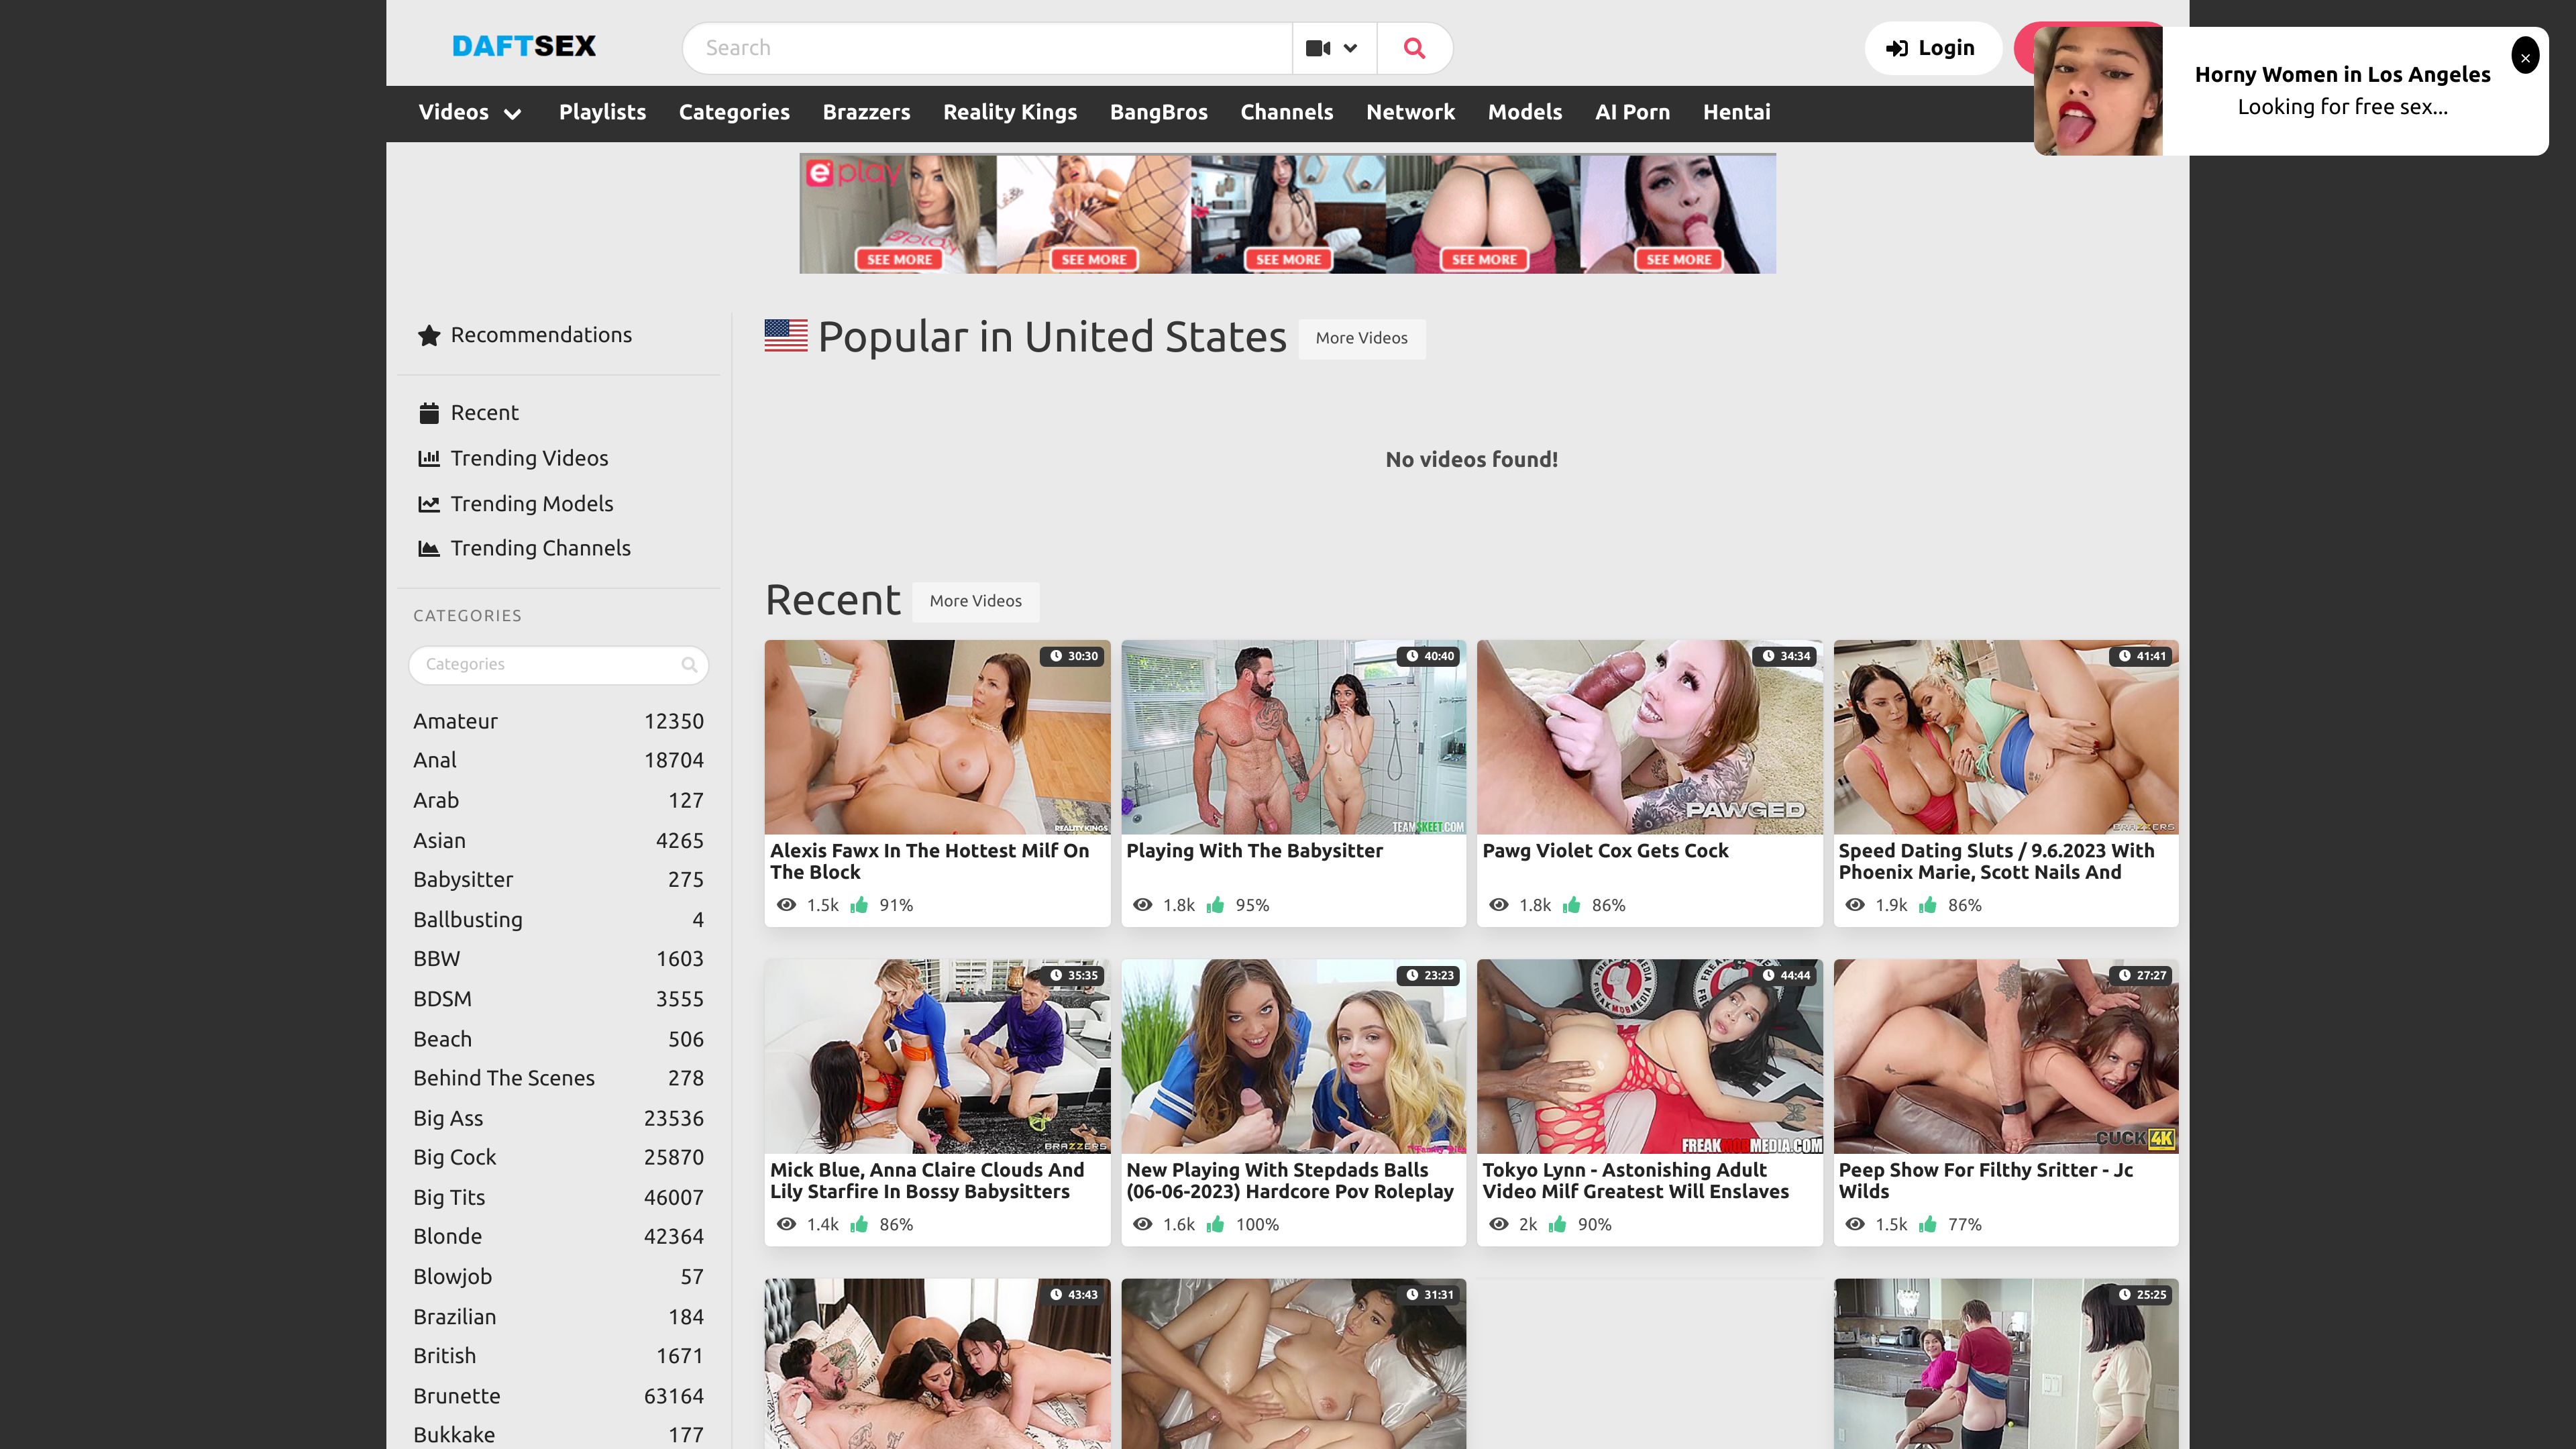 DAFTSEX
Search
Login
Horny Women in Los Angeles
Looking for free sex...
×
Videos
Playlists
Categories
Brazzers
Reality Kings
BangBros
Channels
Network
Models
AI Porn
Hentai
eplay
SEE MORE
SEE MORE
SEE MORE
SEE MORE
SEE MORE
Recommendations
Recent
Trending Videos
Trending Models
Trending Channels
CATEGORIES
Categories
Amateur 12350
Anal 18704
Arab 127
Asian 4265
Babysitter 275
Ballbusting 4
BBW 1603
BDSM 3555
Beach 506
Behind The Scenes 278
Big Ass 23536
Big Cock 25870
Big Tits 46007
Blonde 42364
Blowjob 57
Brazilian 184
British 1671
Brunette 63164
Bukkake 177
Popular in United States
More Videos
No videos found!
Recent
More Videos
30:30
REALITY KINGS
Alexis Fawx In The Hottest Milf On
The Block
1.5k 91%
40:40
TEAMSKEET.COM
Playing With The Babysitter
1.8k 95%
34:34
PAWGED
Pawg Violet Cox Gets Cock
1.8k 86%
41:41
BRAZZERS
Speed Dating Sluts / 9.6.2023 With
Phoenix Marie, Scott Nails And
1.9k 86%
35:35
BRAZZERS
Mick Blue, Anna Claire Clouds And
Lily Starfire In Bossy Babysitters
1.4k 86%
23:23
New Playing With Stepdads Balls
(06-06-2023) Hardcore Pov Roleplay
1.6k 100%
44:44
FREAKMOBMEDIA.COM
Tokyo Lynn - Astonishing Adult
Video Milf Greatest Will Enslaves
2k 90%
27:27
CUCK 4K
Peep Show For Filthy Sritter - Jc
Wilds
1.5k 77%
43:43
31:31
25:25